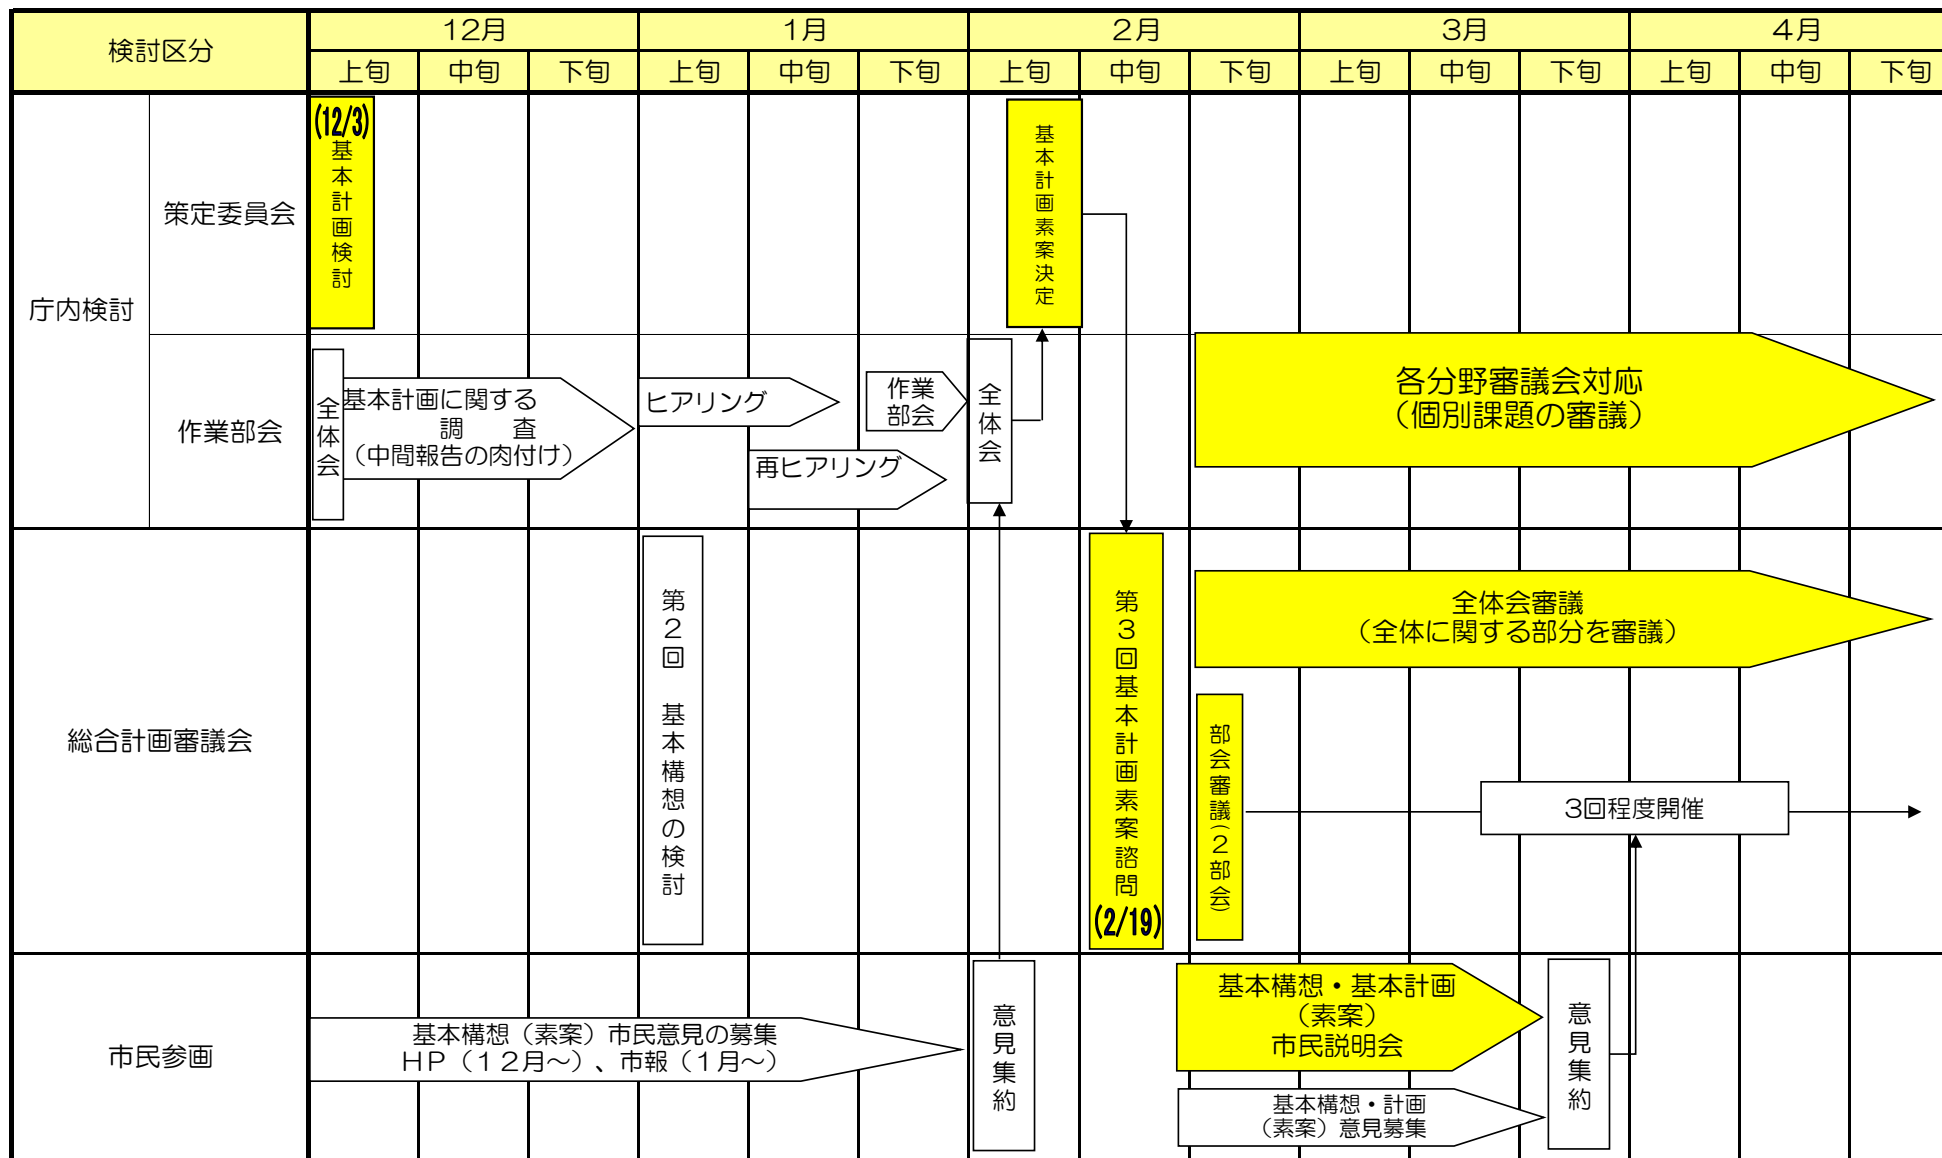 検討区分
12月
1月
2月
3月
4月
上旬
中旬
下旬
上旬
中旬
下旬
上旬
中旬
下旬
上旬
中旬
下旬
上旬
中旬
下旬
庁内検討
策定委員会
(12/3)
基本計画検討
基本計画素案決定
作業部会
全体会
基本計画に関する
調　査
（中間報告の肉付け）
ヒアリング
再ヒアリング
作業
部会
全体会
各分野審議会対応
（個別課題の審議）
総合計画審議会
第２回　基本構想の検討
第３回基本計画素案諮問
(2/19)
全体会審議
（全体に関する部分を審議）
部会審議（２部会）
3回程度開催
市民参画
基本構想（素案）市民意見の募集
ＨＰ（１２月～）、市報（１月～）
意見集約
基本構想・基本計画
（素案）
市民説明会
基本構想・計画
（素案）意見募集
意見集約